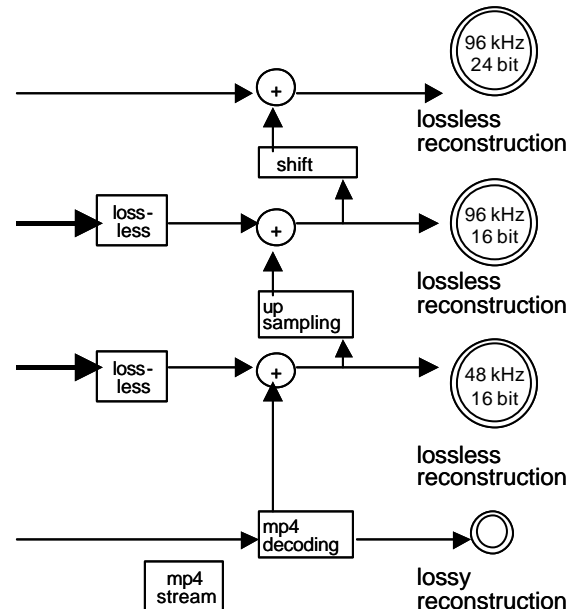 96 kHz
24 bit
+
lossless
reconstruction
shift
loss-
less
+
96 kHz
16 bit
lossless
reconstruction
up
sampling
loss-
less
+
48 kHz
16 bit
lossless
reconstruction
mp4
decoding
mp4
stream
lossy
reconstruction